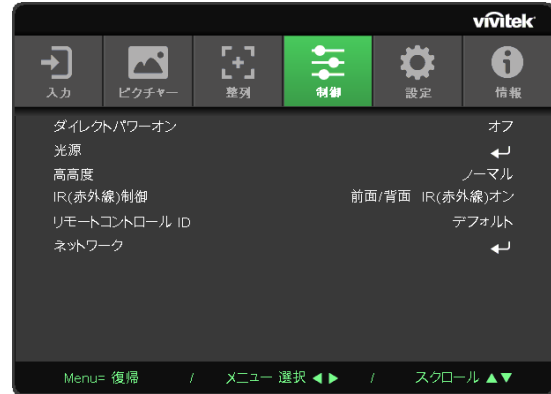 vivitek
入力 ピクチャー 整列 制御 設定 情報
ダイレクトパワーオン オフ
光源
高高度 ノーマル
IR(赤外線)制御 前面/背面 IR(赤外線)オン
リモートコントロール ID デフォルト
ネットワーク
Menu= 復帰 / メニュー 選択 ◀ ▶ / スクロール ▲▼